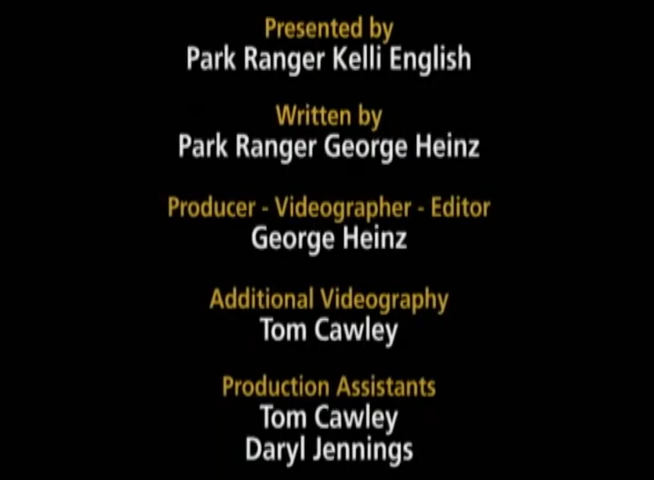 Presented by
Park Ranger Kelli English
Written by
Park Ranger George Heinz
Producer - Videographer - Editor
George Heinz
Additional Videography
Tom Cawley
Production Assistants
Tom Cawley
Daryl Jennings